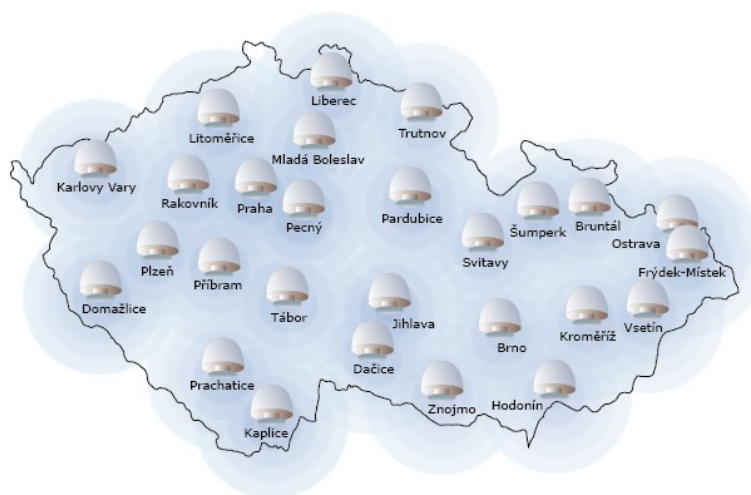 Liberec
Trutnov
Litoměřice
Mladá Boleslav
Karlovy Vary
Rakovník
Praha
Pecný
Pardubice
Šumperk
Bruntál
Ostrava
Svitavy
Frýdek-Místek
Plzeň
Příbram
Domažlice
Tábor
Jihlava
Brno
Kroměříž
Vsetín
Dačice
Prachatice
Znojmo
Hodonín
Kaplice